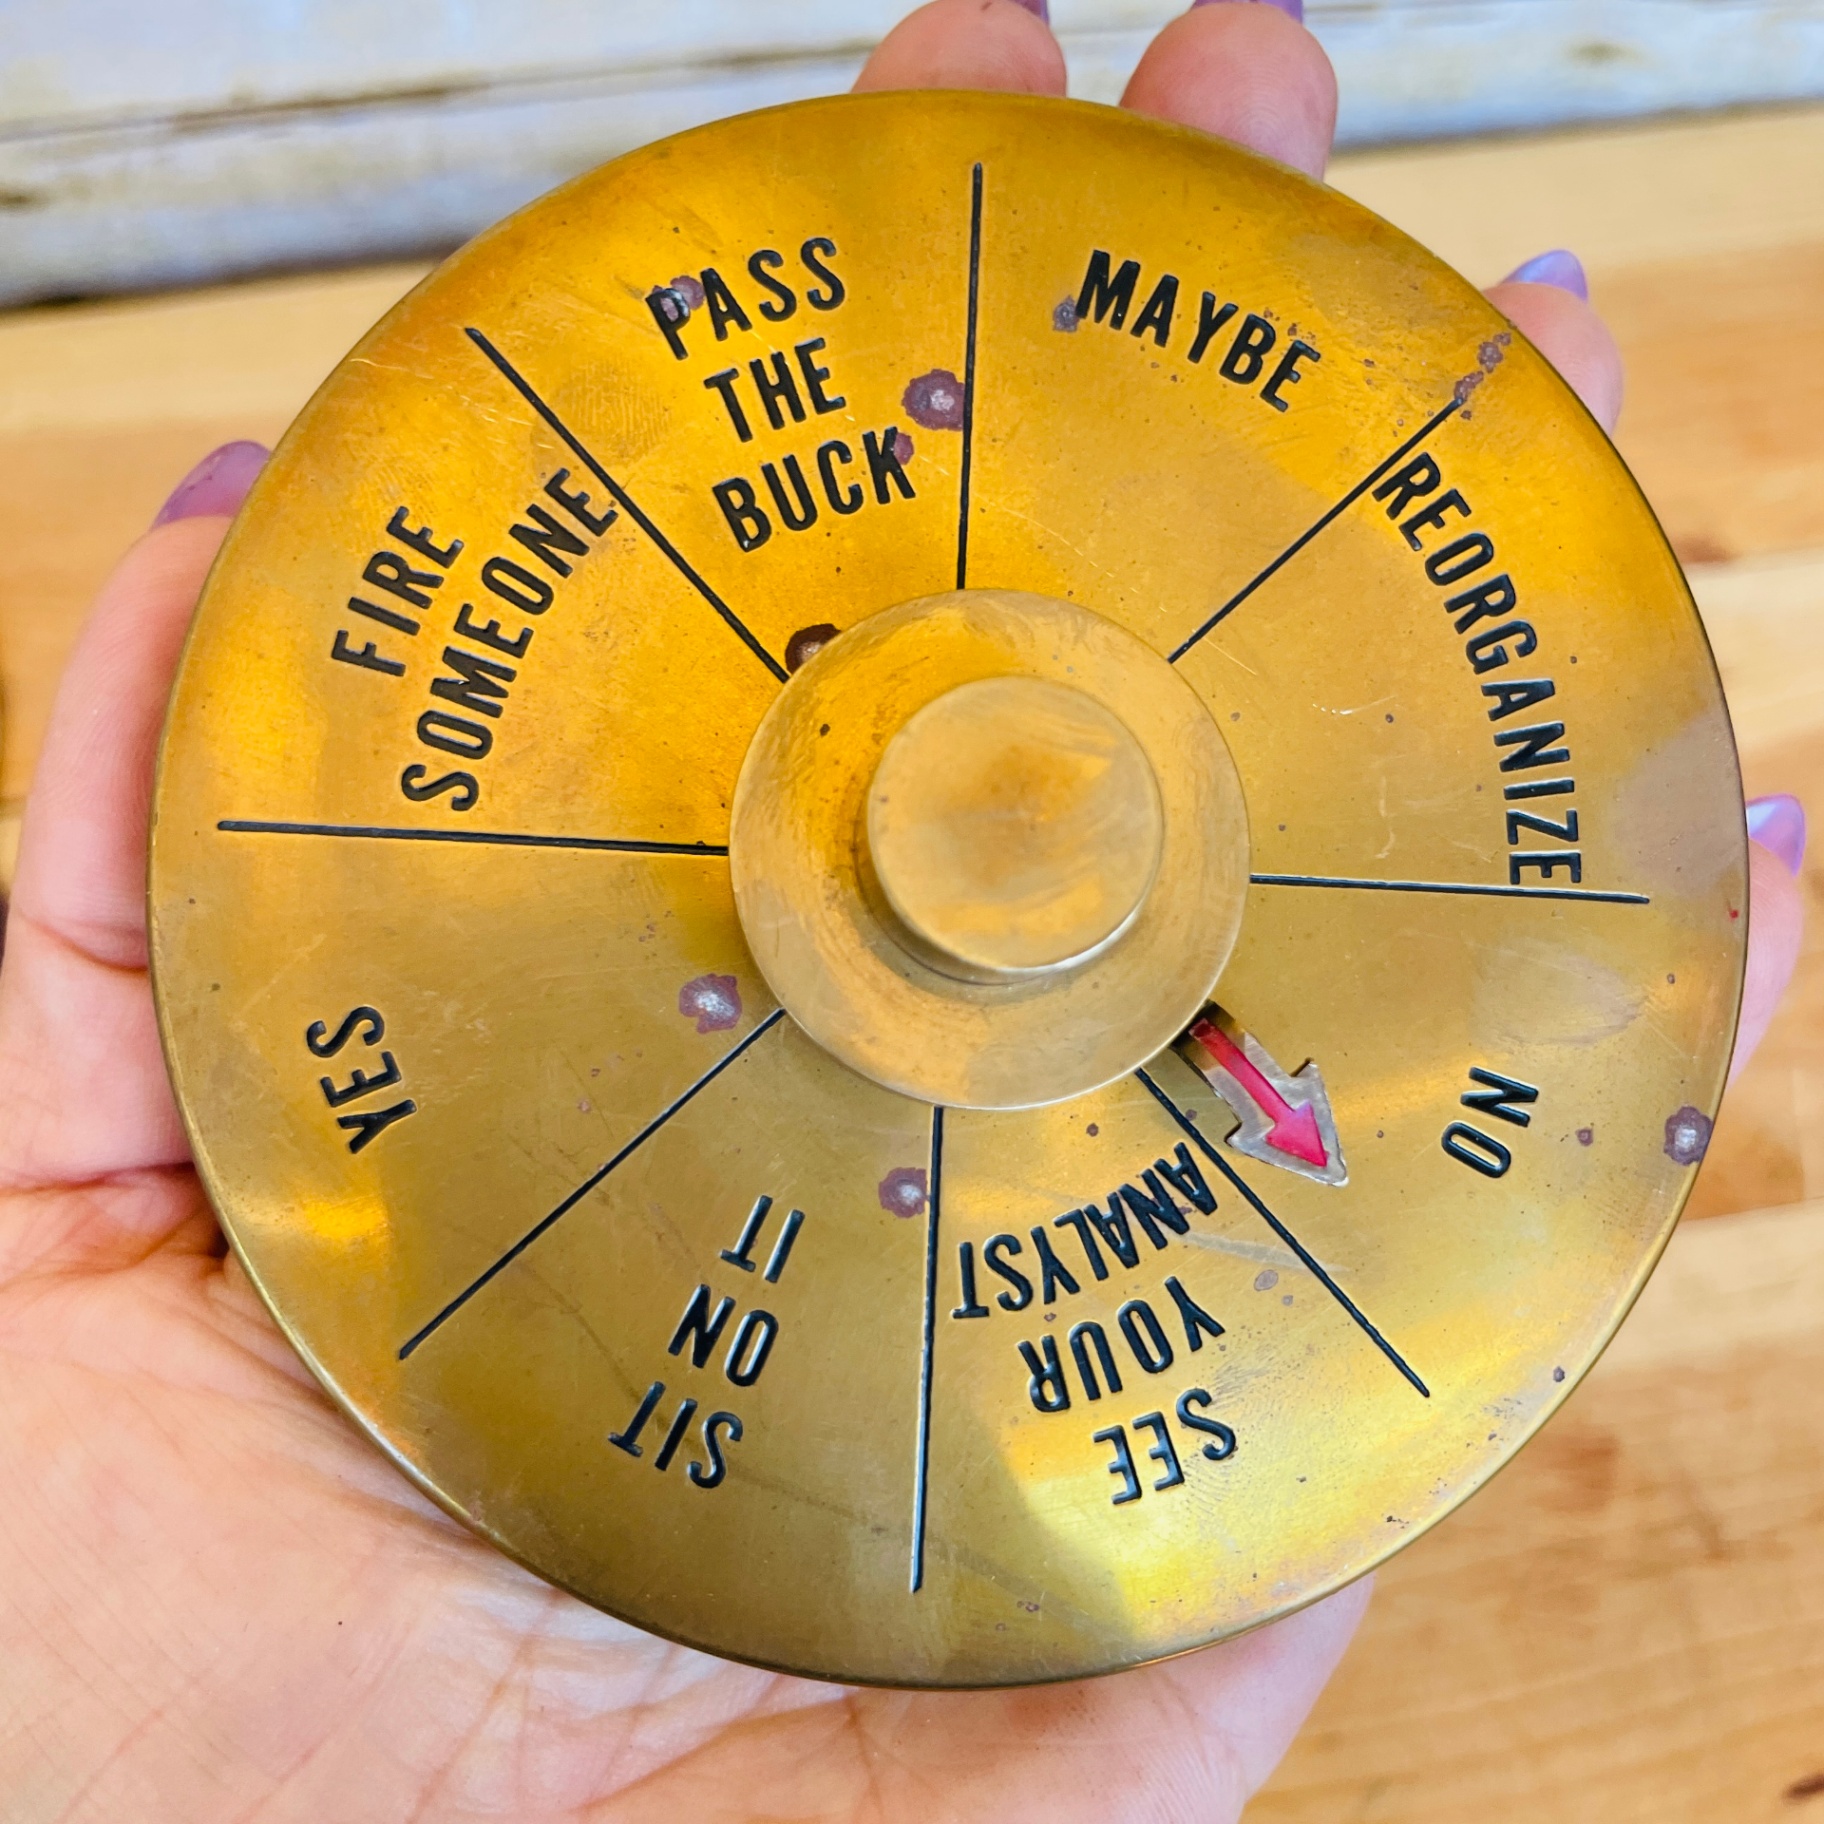 PASS
THE
BUCK
MAYBE
REORGANIZE
NO
SEE
YOUR
ANALYST
SIT
ON
IT
YES
FIRE
SOMEONE